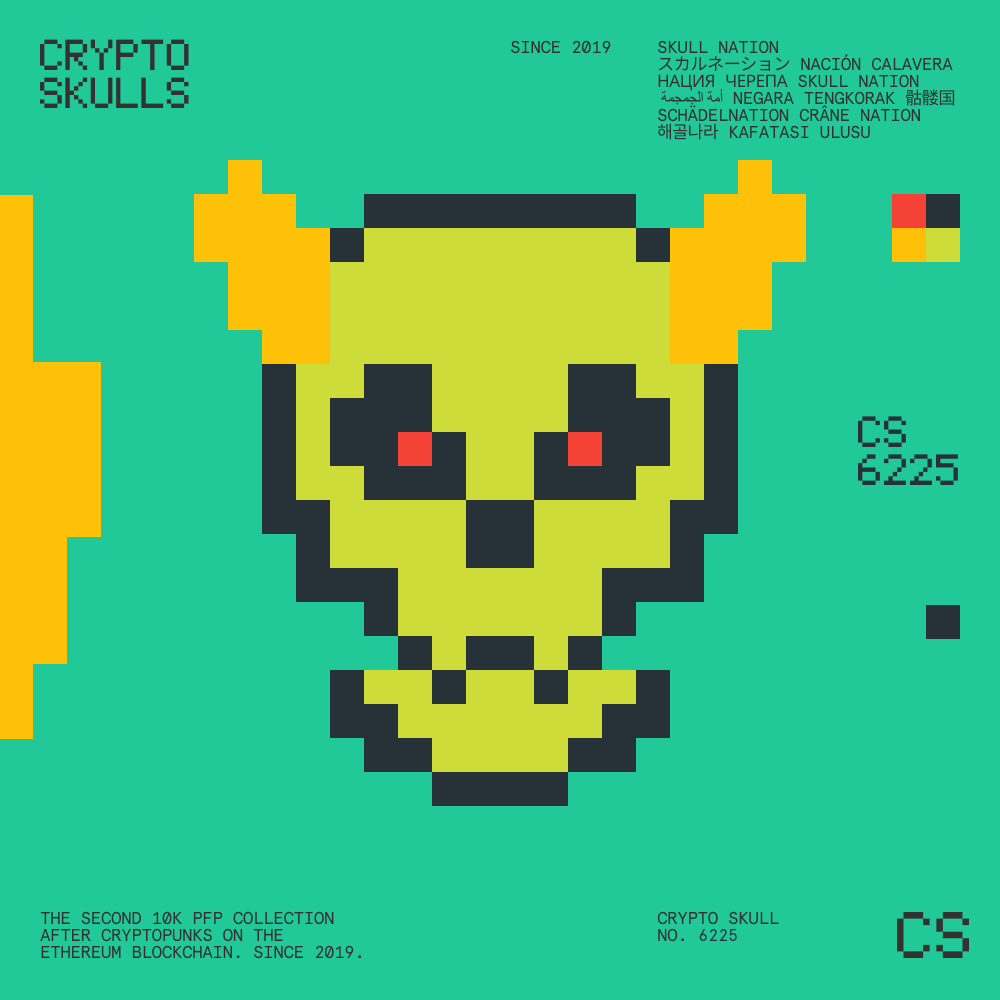 CRYPTO
SKULLS
SINCE 2019
SKULL NATION
スカルネーション NACIÓN CALAVERA
НАЦИЯ ЧЕРЕПА SKULL NATION
أمة الجمجمة NEGARA TENGKORAK 骷髏国
SCHÄDELNATION CRÂNE NATION
해골나라 KAFATASI ULUSU
CS
6225
THE SECOND 10K PFP COLLECTION
AFTER CRYPTOPUNKS ON THE
ETHEREUM BLOCKCHAIN. SINCE 2019.
CRYPTO SKULL
NO. 6225
CS